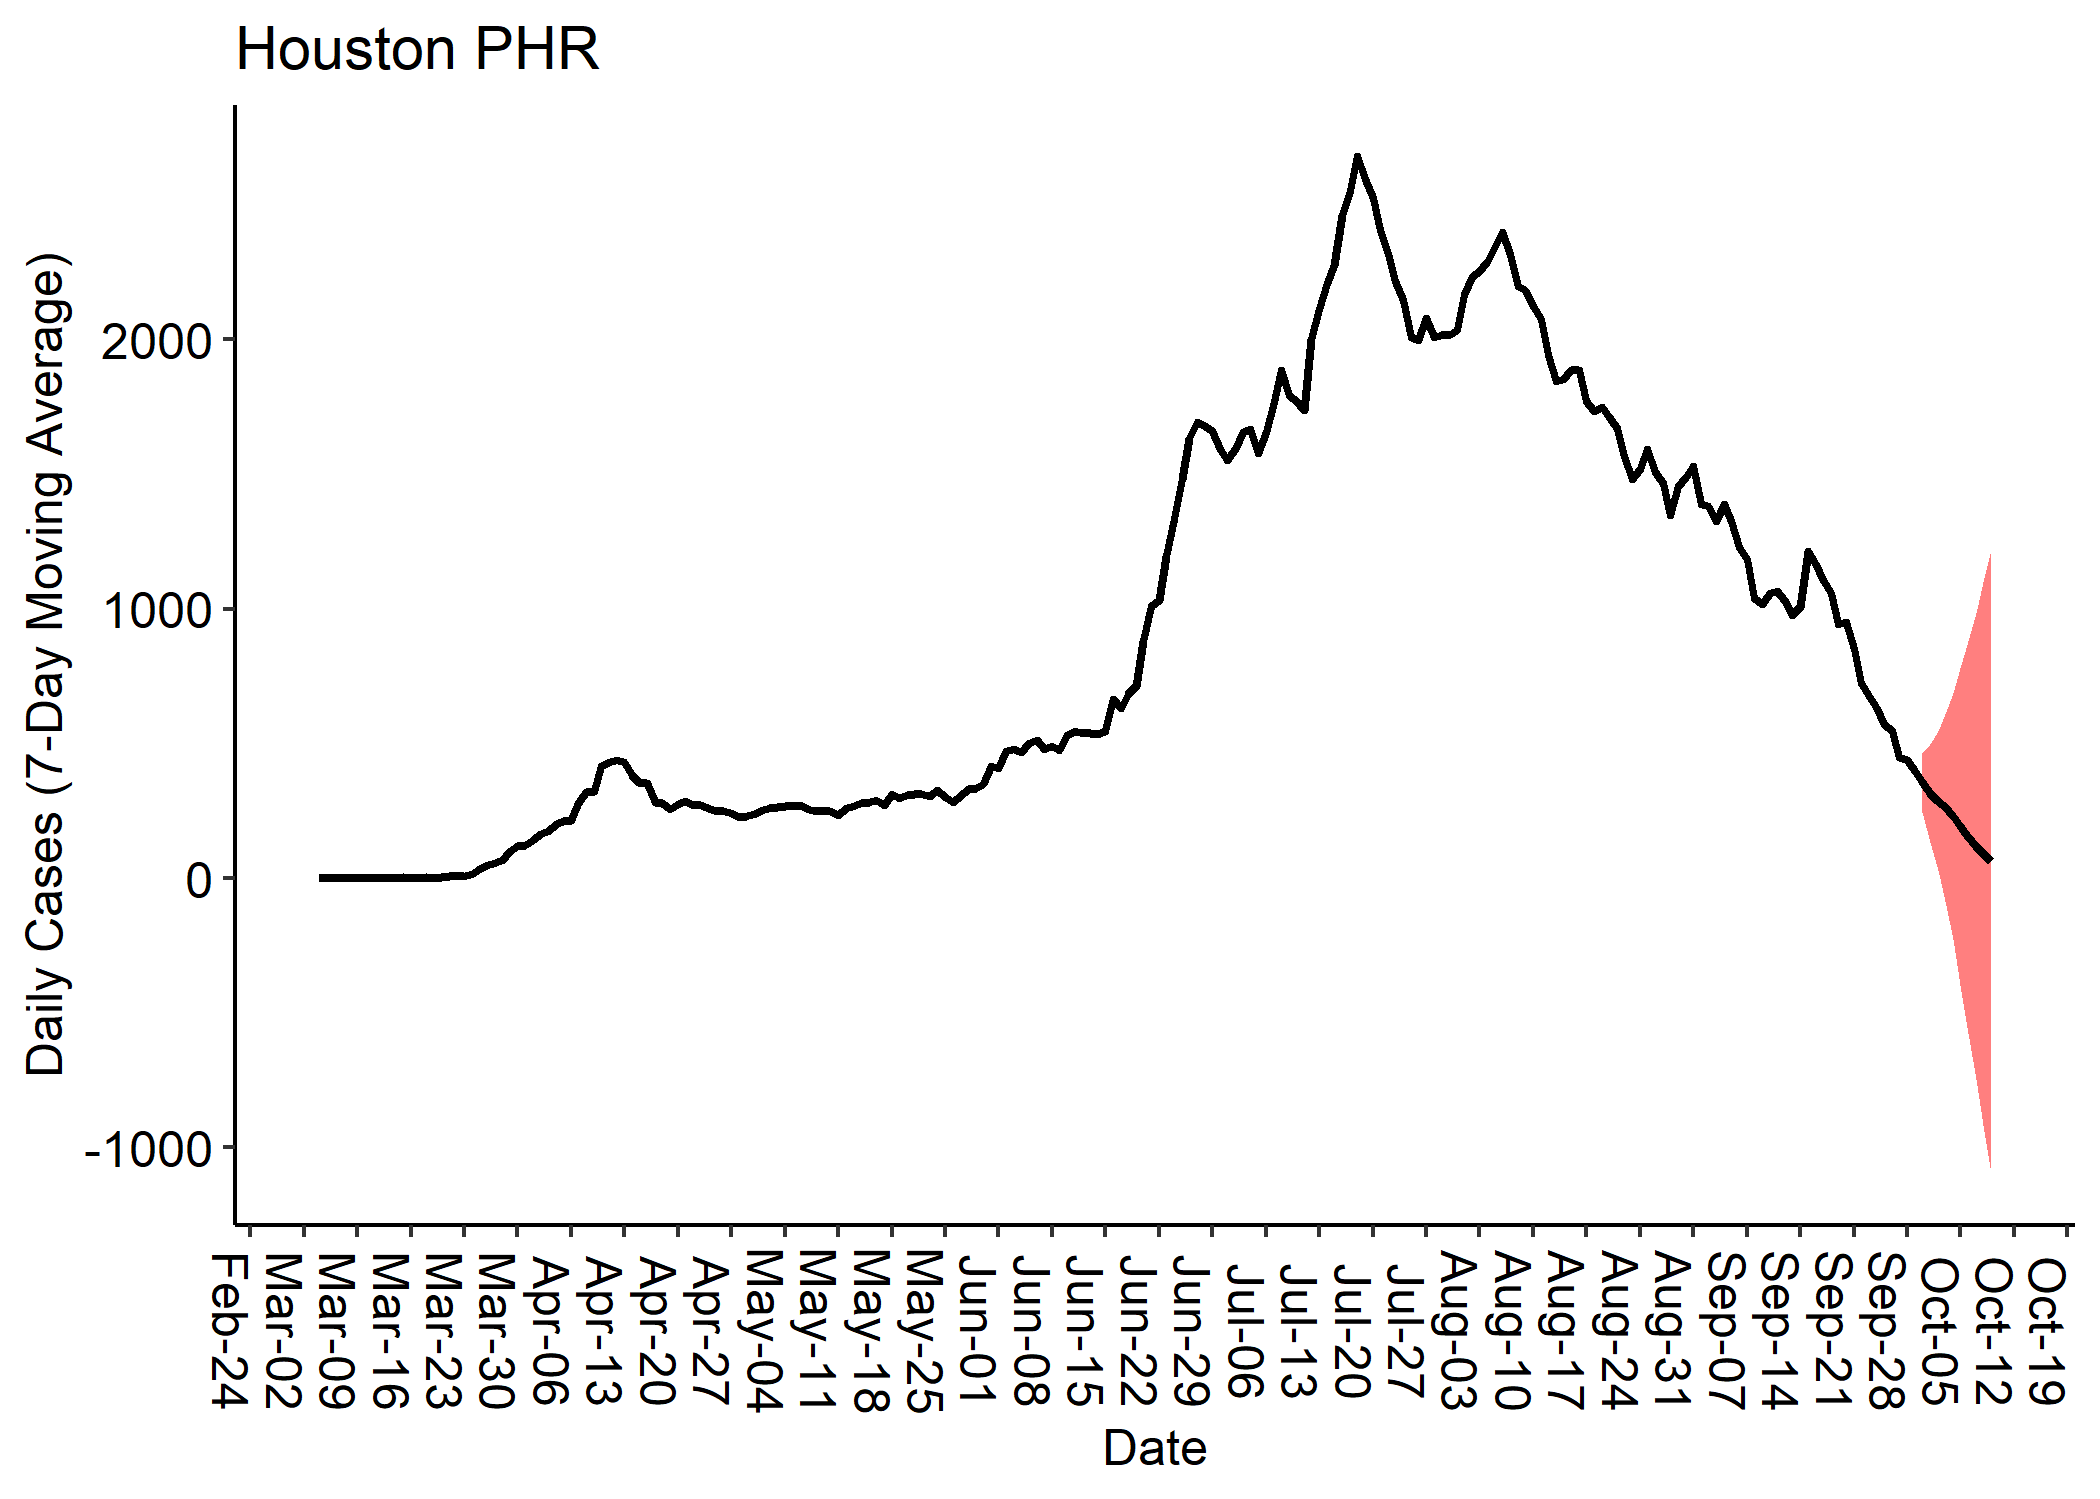 Houston PHR
Daily Cases (7-Day Moving Average)
2000
1000
0
-1000
Feb-24
Mar-02
Mar-09
Mar-16
Mar-23
Mar-30
Apr-06
Apr-13
Apr-20
Apr-27
May-04
May-11
May-18
May-25
Jun-01
Jun-08
Jun-15
Jun-22
Jun-29
Jul-06
Jul-13
Jul-20
Jul-27
Aug-03
Aug-10
Aug-17
Aug-24
Aug-31
Sep-07
Sep-14
Sep-21
Sep-28
Oct-05
Oct-12
Oct-19
Date